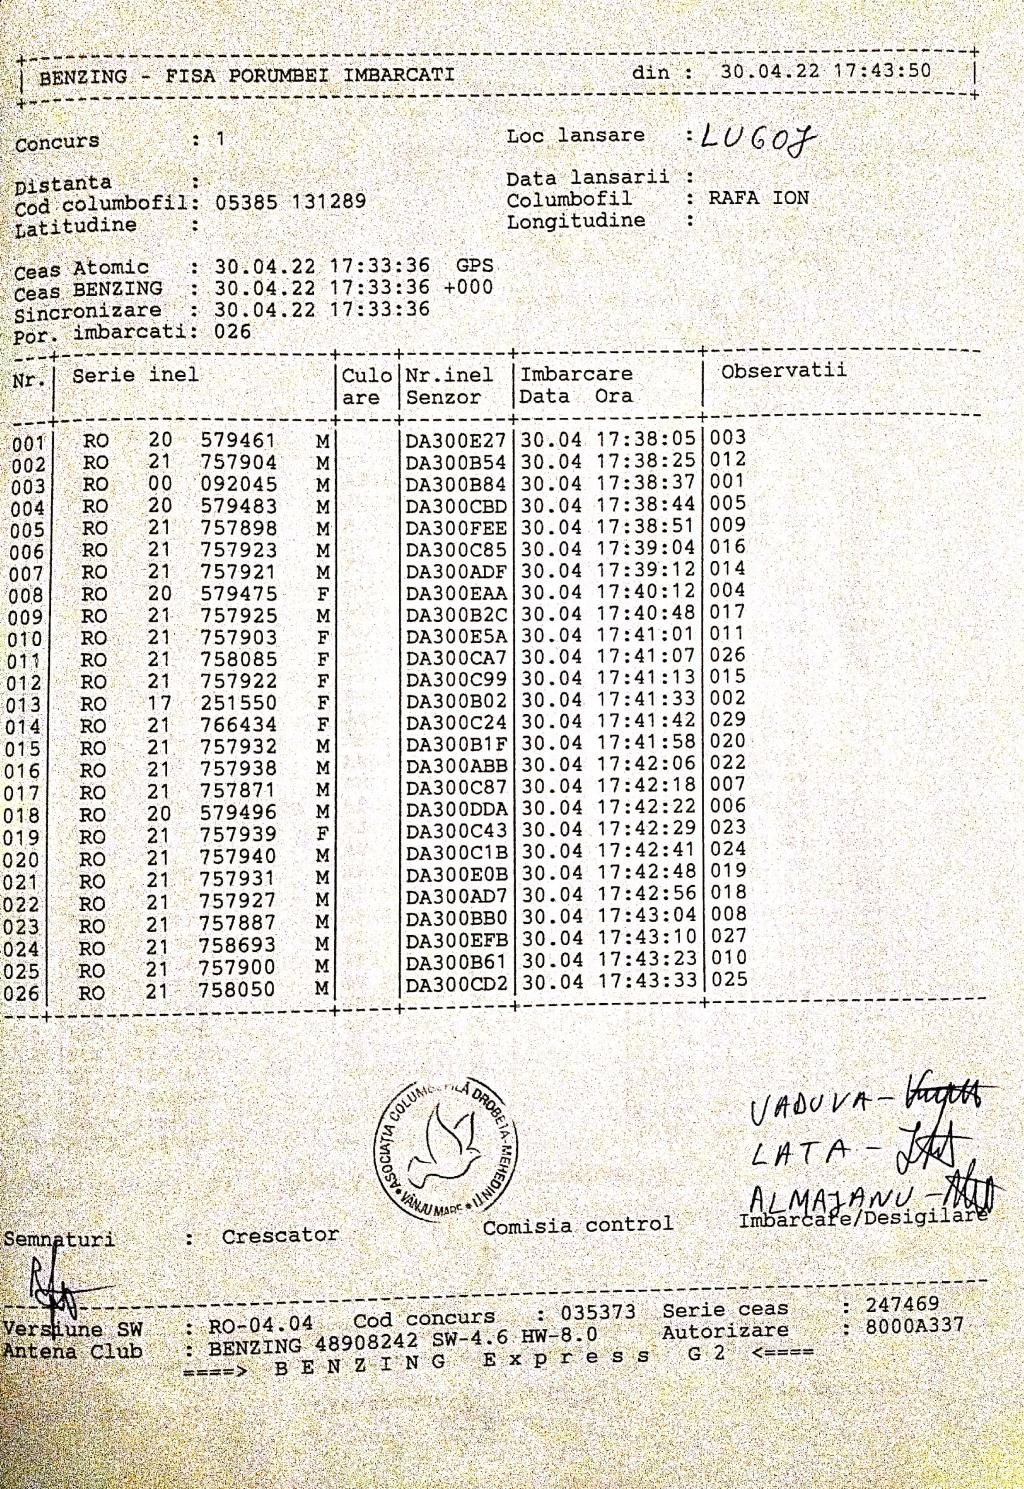 BENZING - FISA PORUMBEI IMBARCATI din : 30.04.22 17:43:50
Concurs : 1 Loc lansare : LUGOJ
Distanta : Data lansarii :
Cod columbofil: 05385 131289 Columbofil : RAFA ION
Latitudine : Longitudine :
Ceas Atomic : 30.04.22 17:33:36 GPS
Ceas BENZING : 30.04.22 17:33:36 +000
Sincronizare : 30.04.22 17:33:36
Por. imbarcati: 026
Nr. Serie inel Culo Nr.inel Imbarcare Observatii
are Senzor Data Ora
001 RO 20 579461 M DA300E27 30.04 17:38:05 003
002 RO 21 757904 M DA300B54 30.04 17:38:25 012
003 RO 00 092045 M DA300B84 30.04 17:38:37 001
004 RO 20 579483 M DA300CBD 30.04 17:38:44 005
005 RO 21 757898 M DA300FEE 30.04 17:38:51 009
006 RO 21 757923 M DA300C85 30.04 17:39:04 016
007 RO 21 757921 M DA300ADF 30.04 17:39:12 014
008 RO 20 579475 F DA300EAA 30.04 17:40:12 004
009 RO 21 757925 M DA300B2C 30.04 17:40:48 017
010 RO 21 757903 F DA300E5A 30.04 17:41:01 011
011 RO 21 758085 F DA300CA7 30.04 17:41:07 026
012 RO 21 757922 F DA300C99 30.04 17:41:13 015
013 RO 17 251550 F DA300B02 30.04 17:41:33 002
014 RO 21 766434 F DA300C24 30.04 17:41:42 029
015 RO 21 757932 M DA300B1F 30.04 17:41:58 020
016 RO 21 757938 M DA300ABB 30.04 17:42:06 022
017 RO 21 757871 M DA300C87 30.04 17:42:18 007
018 RO 20 579496 M DA300DDA 30.04 17:42:22 006
019 RO 21 757939 F DA300C43 30.04 17:42:29 023
020 RO 21 757940 M DA300C1B 30.04 17:42:41 024
021 RO 21 757931 M DA300E0B 30.04 17:42:48 019
022 RO 21 757927 M DA300AD7 30.04 17:42:56 018
023 RO 21 757887 M DA300BB0 30.04 17:43:04 008
024 RO 21 758693 M DA300EFB 30.04 17:43:10 027
025 RO 21 757900 M DA300B61 30.04 17:43:23 010
026 RO 21 758050 M DA300CD2 30.04 17:43:33 025
ASOCIAȚIA COLUMBOFILĂ DROBETA-MEHEDINȚI
VÂNJU MARE
VADUVA -
LATA -
ALMAJANU -
Semnaturi : Crescator Comisia control Imbarcare/Desigilare
Versiune SW : RO-04.04 Cod concurs : 035373 Serie ceas : 247469
Antena Club : BENZING 48908242 SW-4.6 HW-8.0 Autorizare : 8000A337
====> B E N Z I N G E x p r e s s G 2 <====